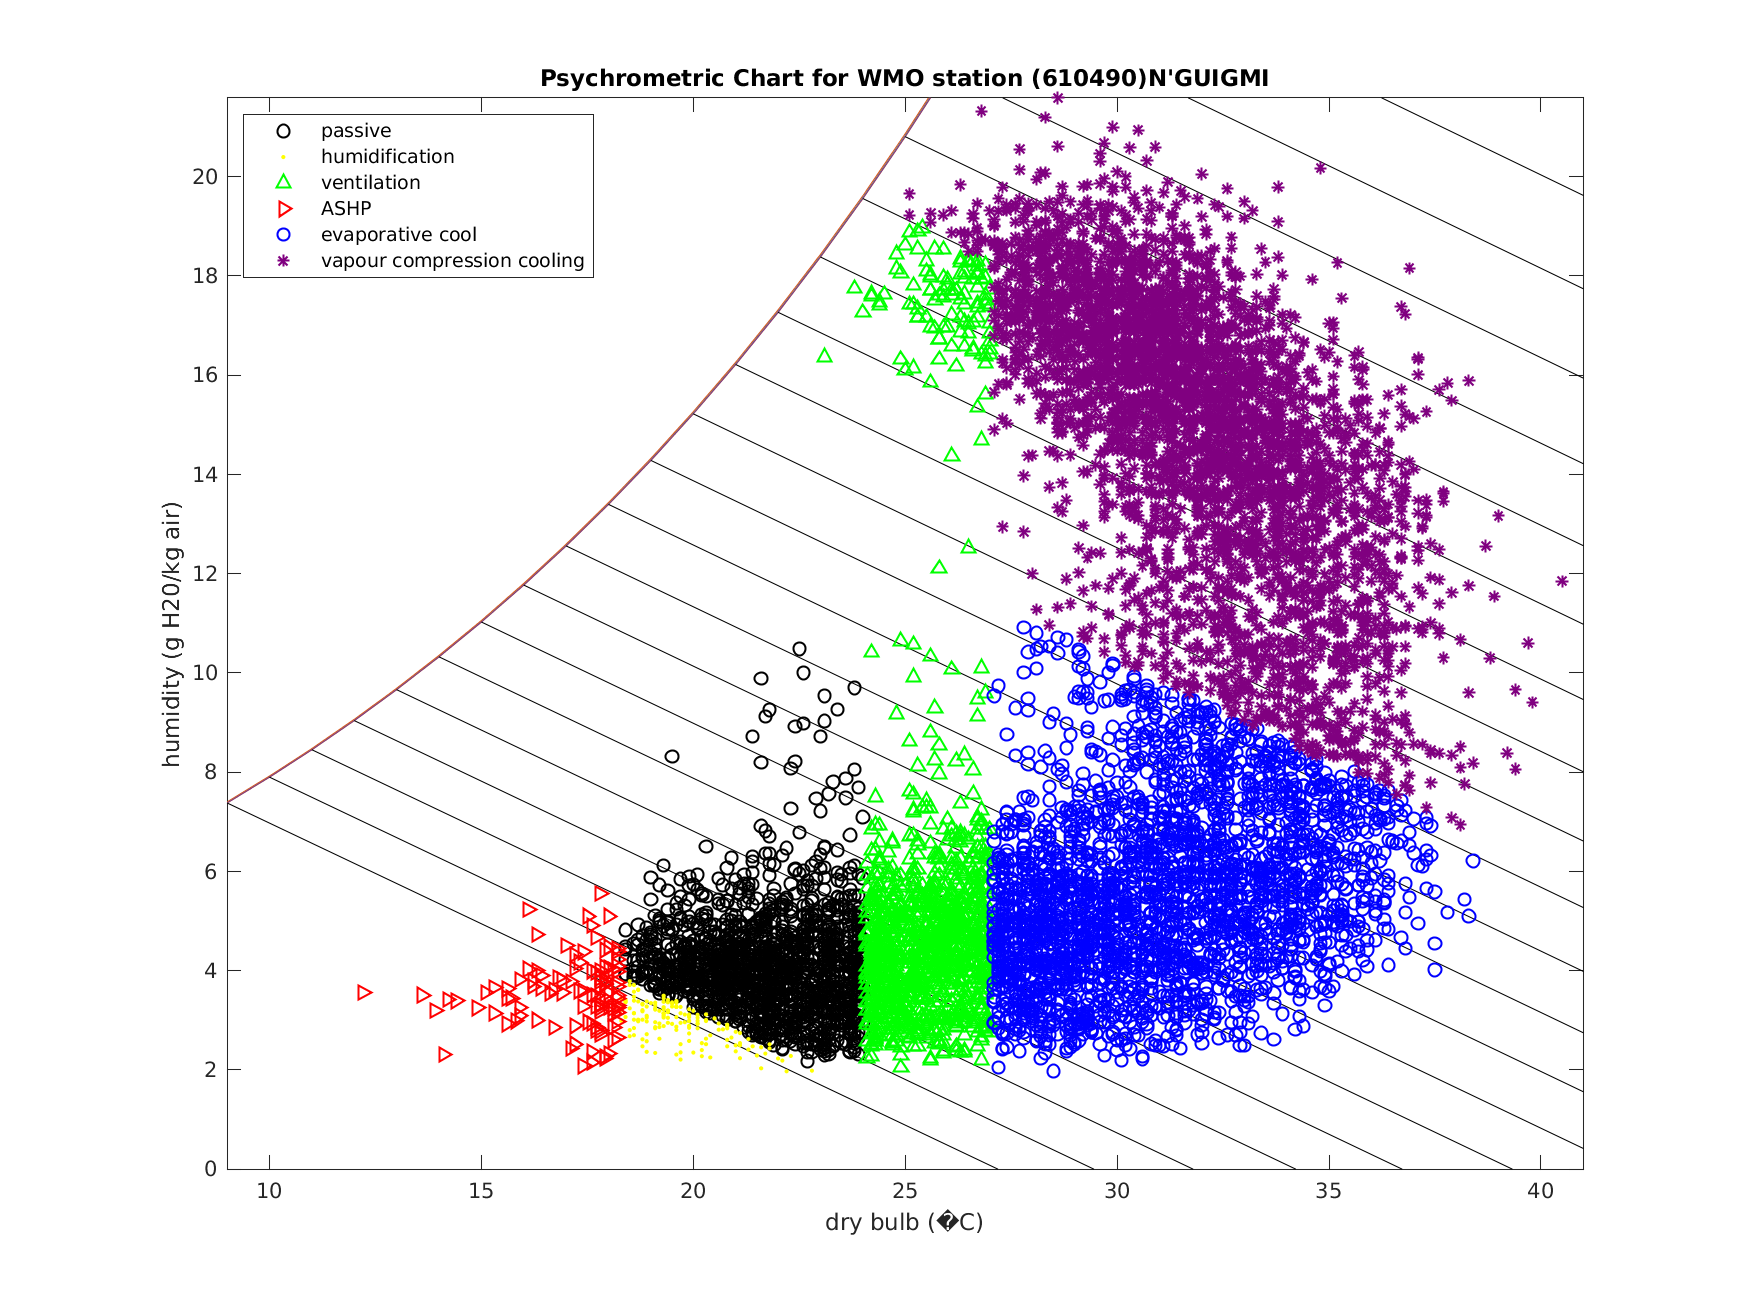 Psychrometric Chart for WMO station (610490)N'GUIGMI
passive
humidification
ventilation
ASHP
evaporative cool
vapour compression cooling
humidity (g H20/kg air)
20
18
16
14
12
10
8
6
4
2
0
10 15 20 25 30 35 40
dry bulb (�C)